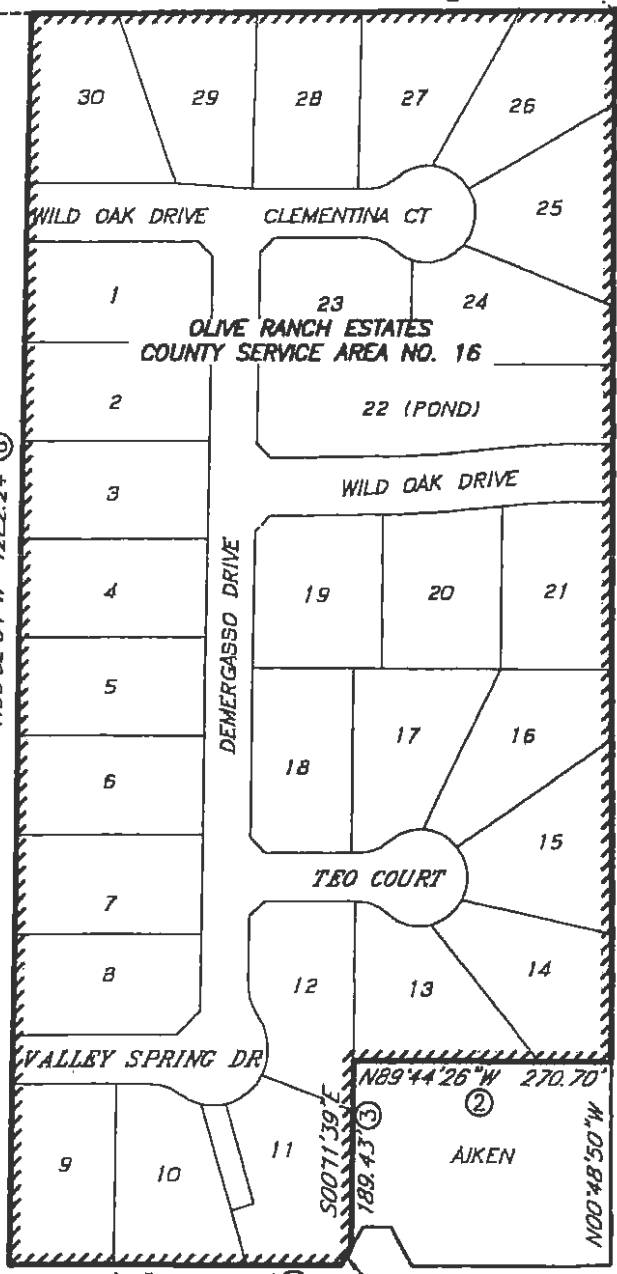 30
29
28
27
26
25
WILD OAK DRIVE
CLEMENTINA CT
1
23
24
OLIVE RANCH ESTATES
COUNTY SERVICE AREA NO. 16
2
22 (POND)
3
WILD OAK DRIVE
4
19
20
21
DEMERGASSO DRIVE
5
18
17
16
6
15
TEO COURT
7
8
12
13
14
VALLEY SPRING DR
N89°44'26"W 270.70'
2
S00°11'39"E
189.43'
3
AIKEN
N00°48'50"W
9
10
11